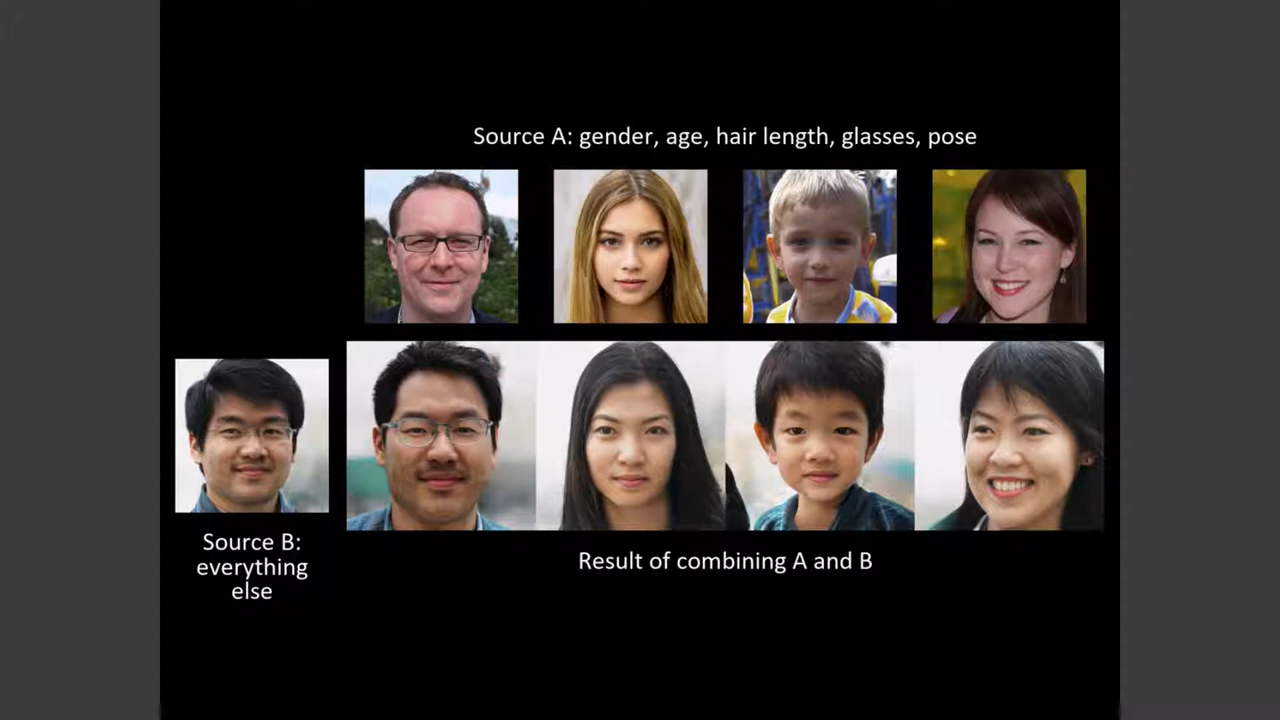 Source A: gender, age, hair length, glasses, pose
Source B:
everything
else
Result of combining A and B